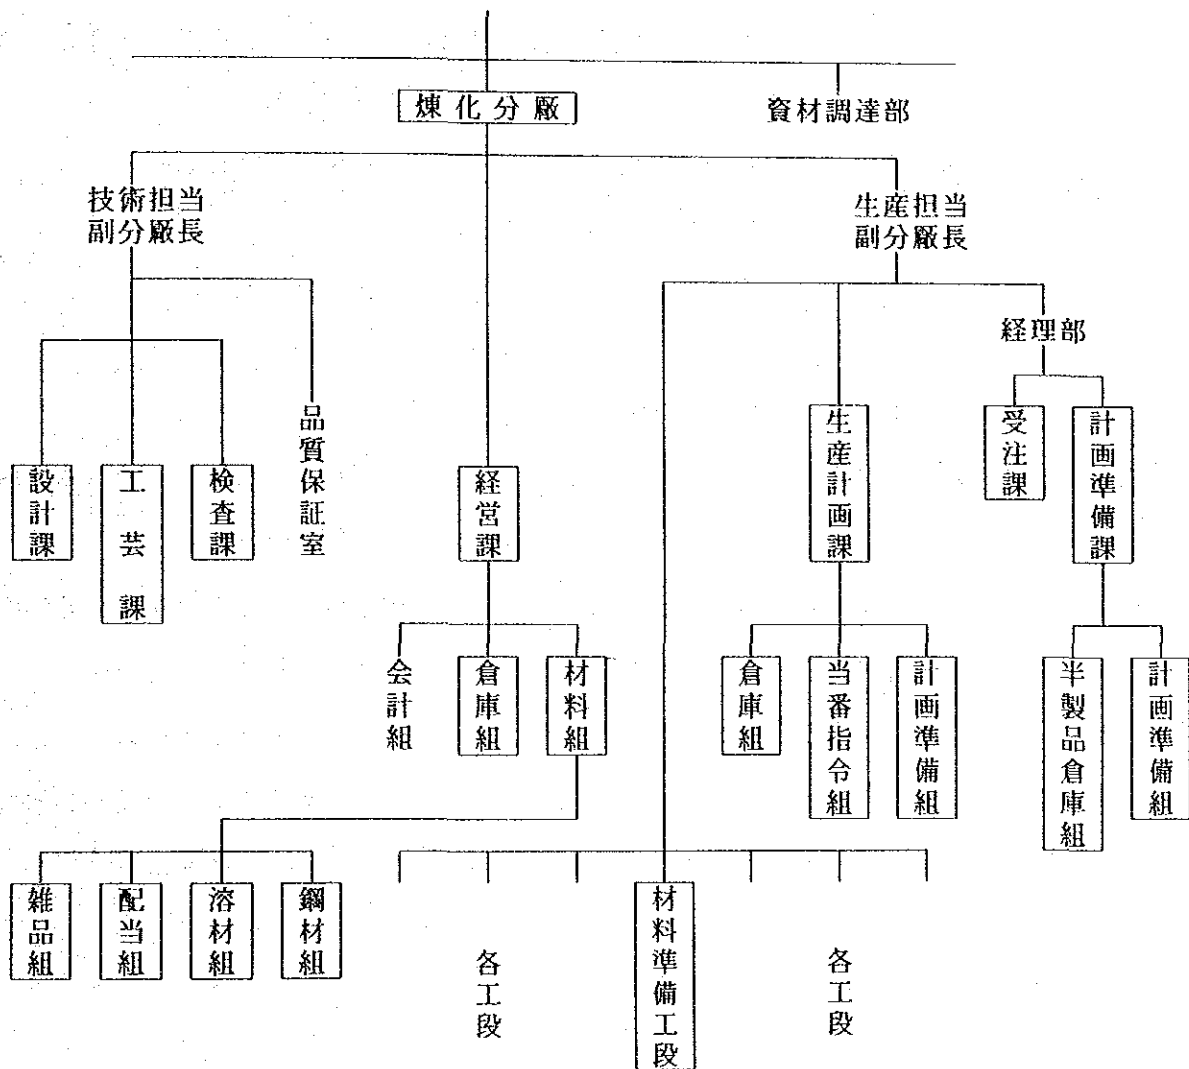 煉化分廠
資材調達部
技術担当
副分廠長
生産担当
副分廠長
経理部
品質保証室
設計課
工芸課
検査課
経営課
生産計画課
受注課
計画準備課
会計組
倉庫組
材料組
倉庫組
当番指令組
計画準備組
半製品倉庫組
計画準備組
雑品組
配当組
溶材組
鋼材組
各工段
材料準備工段
各工段